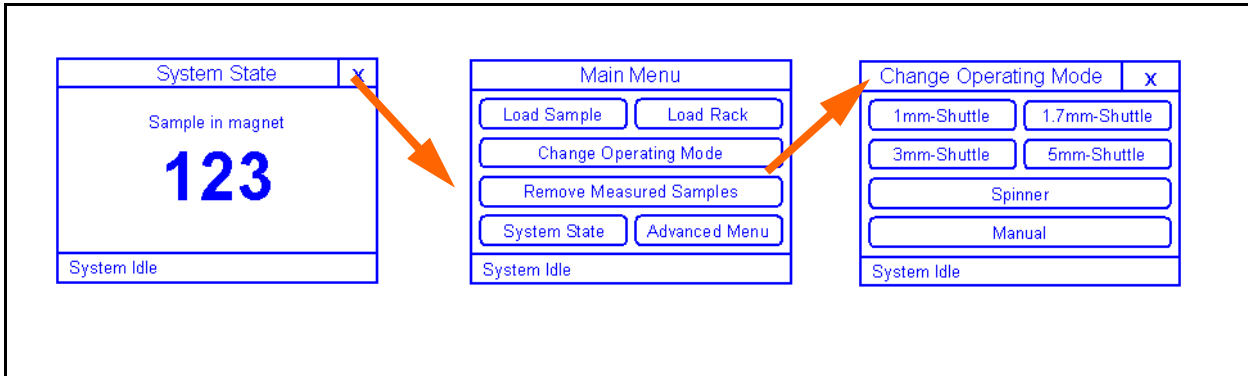 System State x
Sample in magnet
123
System Idle
Main Menu
Load Sample Load Rack
Change Operating Mode
Remove Measured Samples
System State Advanced Menu
System Idle
Change Operating Mode x
1mm-Shuttle 1.7mm-Shuttle
3mm-Shuttle 5mm-Shuttle
Spinner
Manual
System Idle